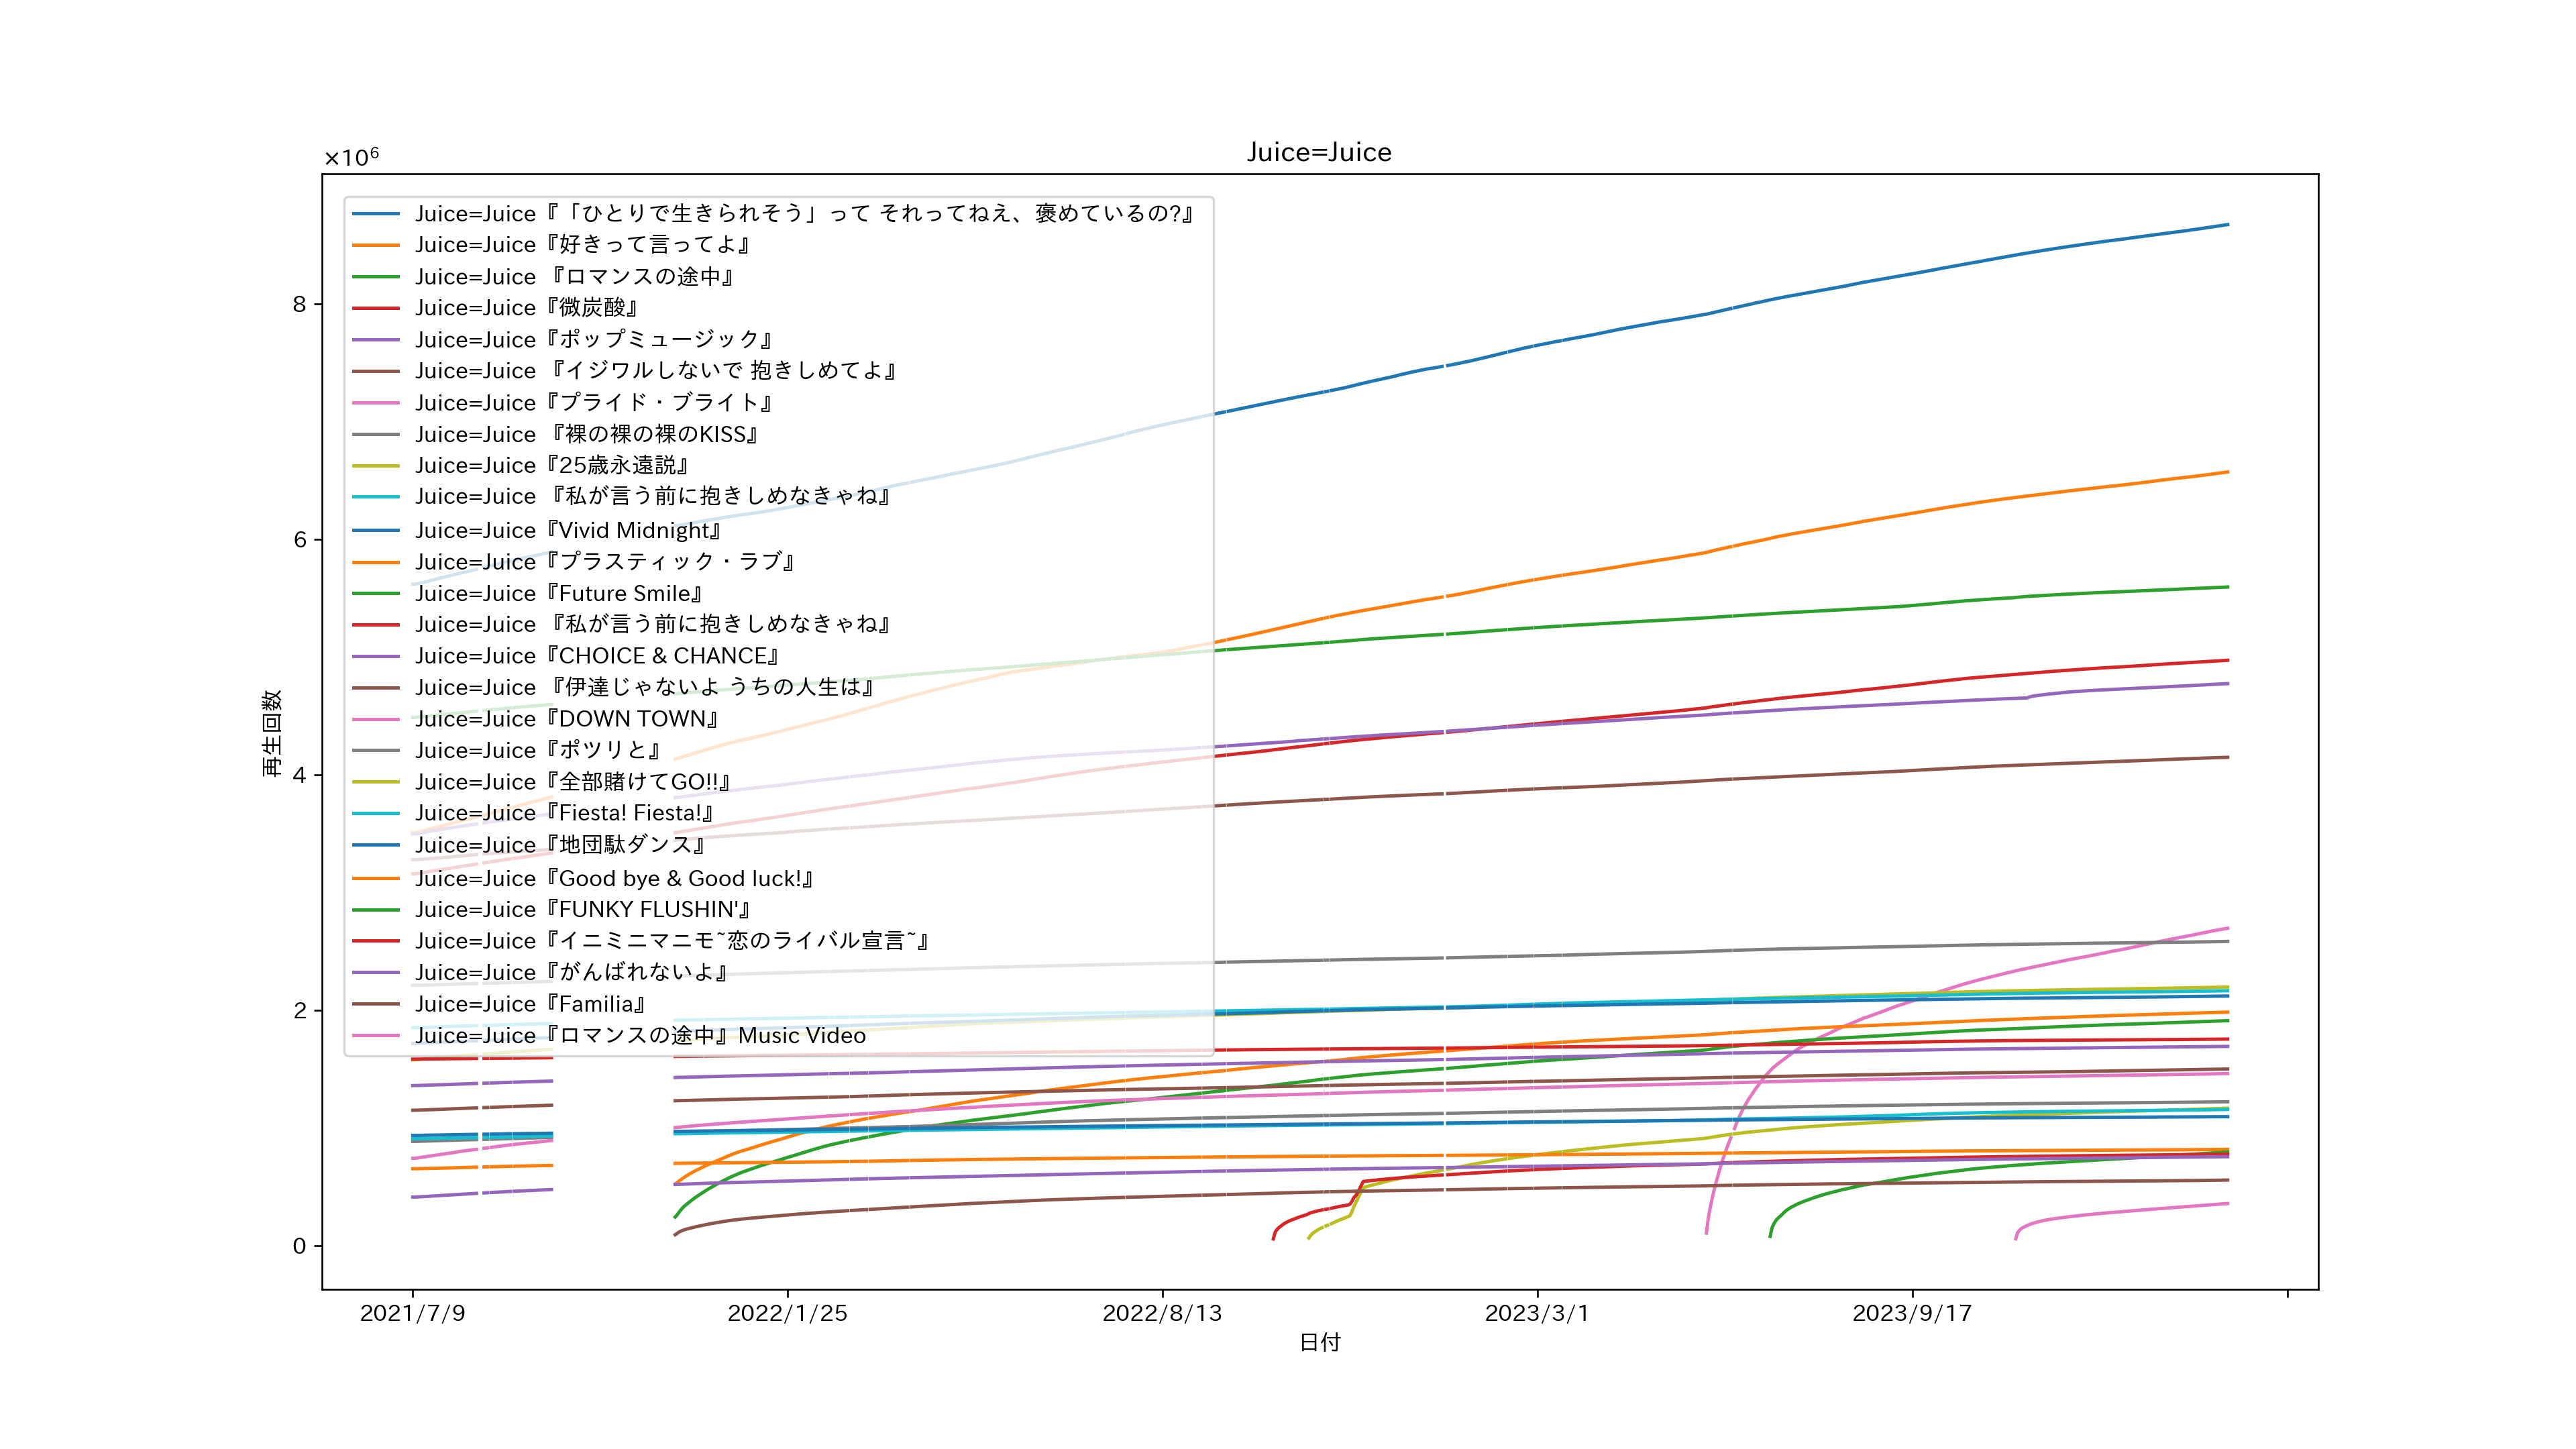 Juice=Juice
×10⁶
8
6
4
2
0
再生回数
Juice=Juice『「ひとりで生きられそう」って それってねえ、褒めているの?』
Juice=Juice『好きって言ってよ』
Juice=Juice 『ロマンスの途中』
Juice=Juice『微炭酸』
Juice=Juice『ポップミュージック』
Juice=Juice 『イジワルしないで 抱きしめてよ』
Juice=Juice『プライド・ブライト』
Juice=Juice 『裸の裸の裸のKISS』
Juice=Juice『25歳永遠説』
Juice=Juice 『私が言う前に抱きしめなきゃね』
Juice=Juice『Vivid Midnight』
Juice=Juice『プラスティック・ラブ』
Juice=Juice『Future Smile』
Juice=Juice 『私が言う前に抱きしめなきゃね』
Juice=Juice『CHOICE & CHANCE』
Juice=Juice 『伊達じゃないよ うちの人生は』
Juice=Juice『DOWN TOWN』
Juice=Juice『ポツリと』
Juice=Juice『全部賭けてGO!!』
Juice=Juice『Fiesta! Fiesta!』
Juice=Juice『地団駄ダンス』
Juice=Juice『Good bye & Good luck!』
Juice=Juice『FUNKY FLUSHIN'』
Juice=Juice『イニミニマニモ~恋のライバル宣言~』
Juice=Juice『がんばれないよ』
Juice=Juice『Familia』
Juice=Juice『ロマンスの途中』Music Video
2021/7/9
2022/1/25
2022/8/13
2023/3/1
2023/9/17
日付